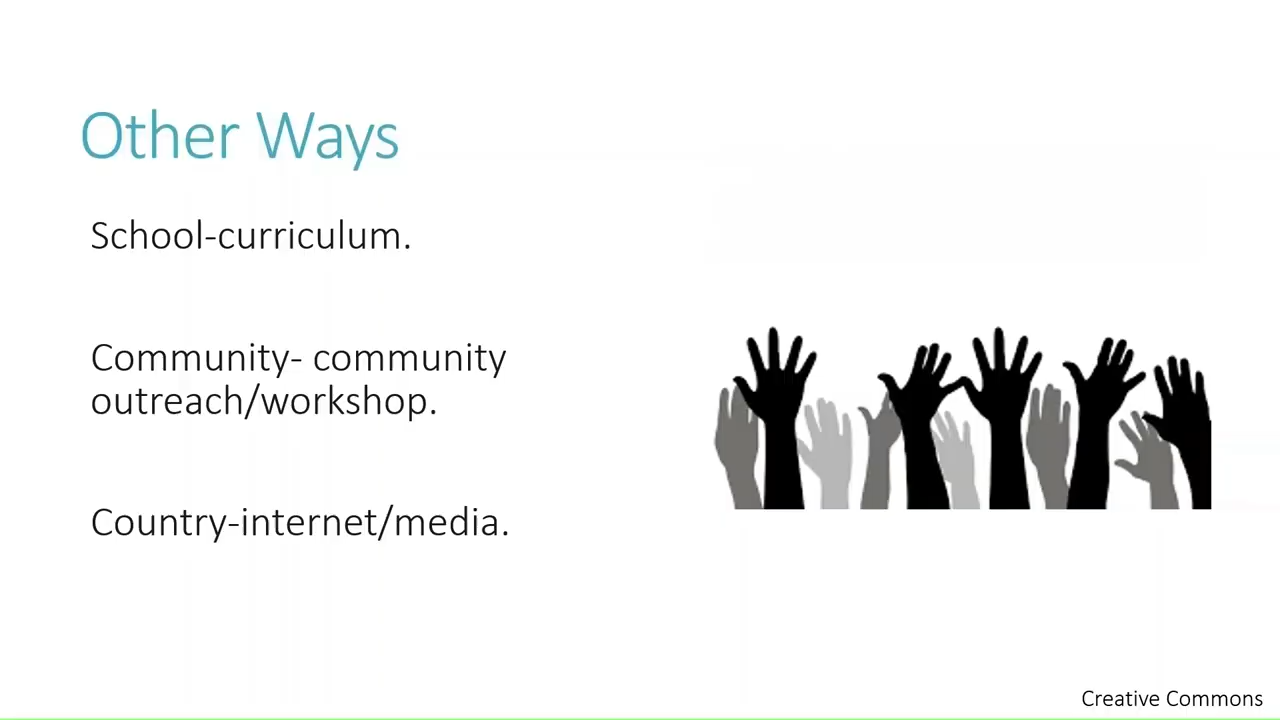 Other Ways
School-curriculum.
Community- community
outreach/workshop.
Country-internet/media.
Creative Commons